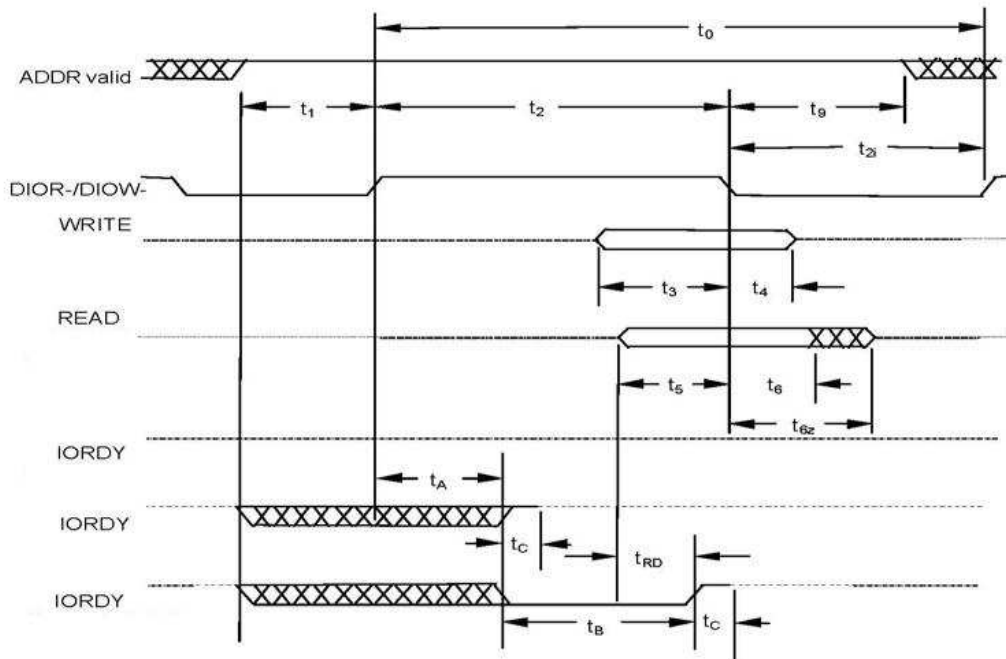 t0
ADDR valid
t1 t2 t9
t2i
DIOR-/DIOW-
WRITE
t3 t4
READ
t5 t6
t6z
IORDY
tA
IORDY
tC tRD
IORDY
tB tC